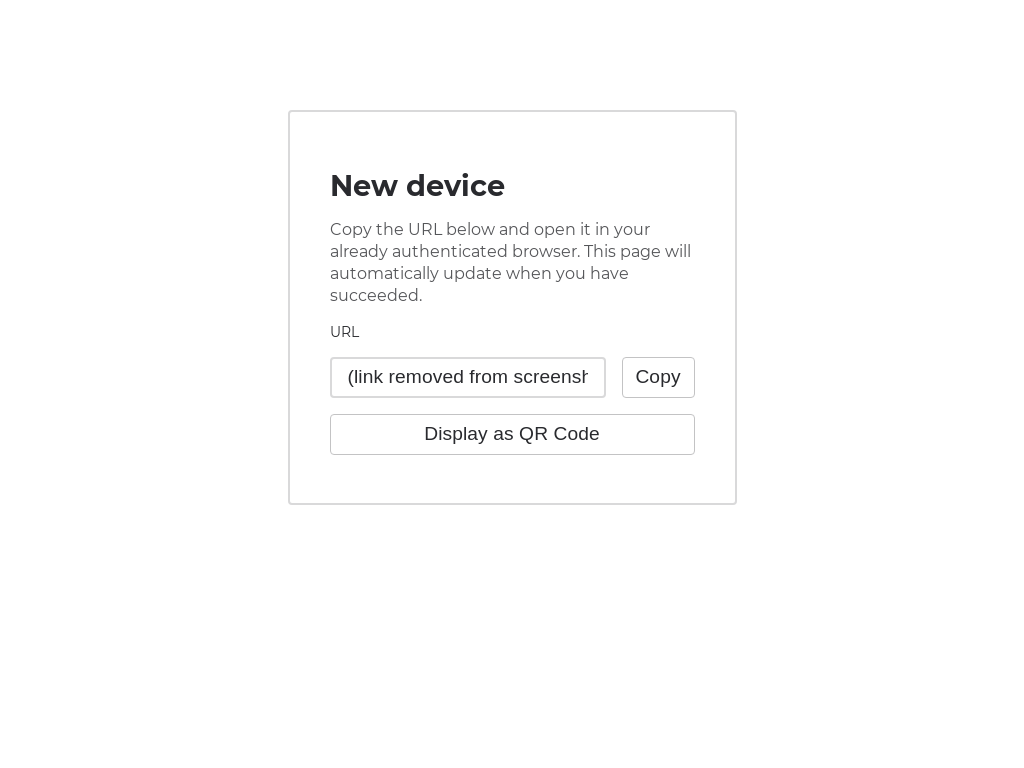 New device
Copy the URL below and open it in your
already authenticated browser. This page will
automatically update when you have
succeeded.
URL
(link removed from screensh
Copy
Display as QR Code